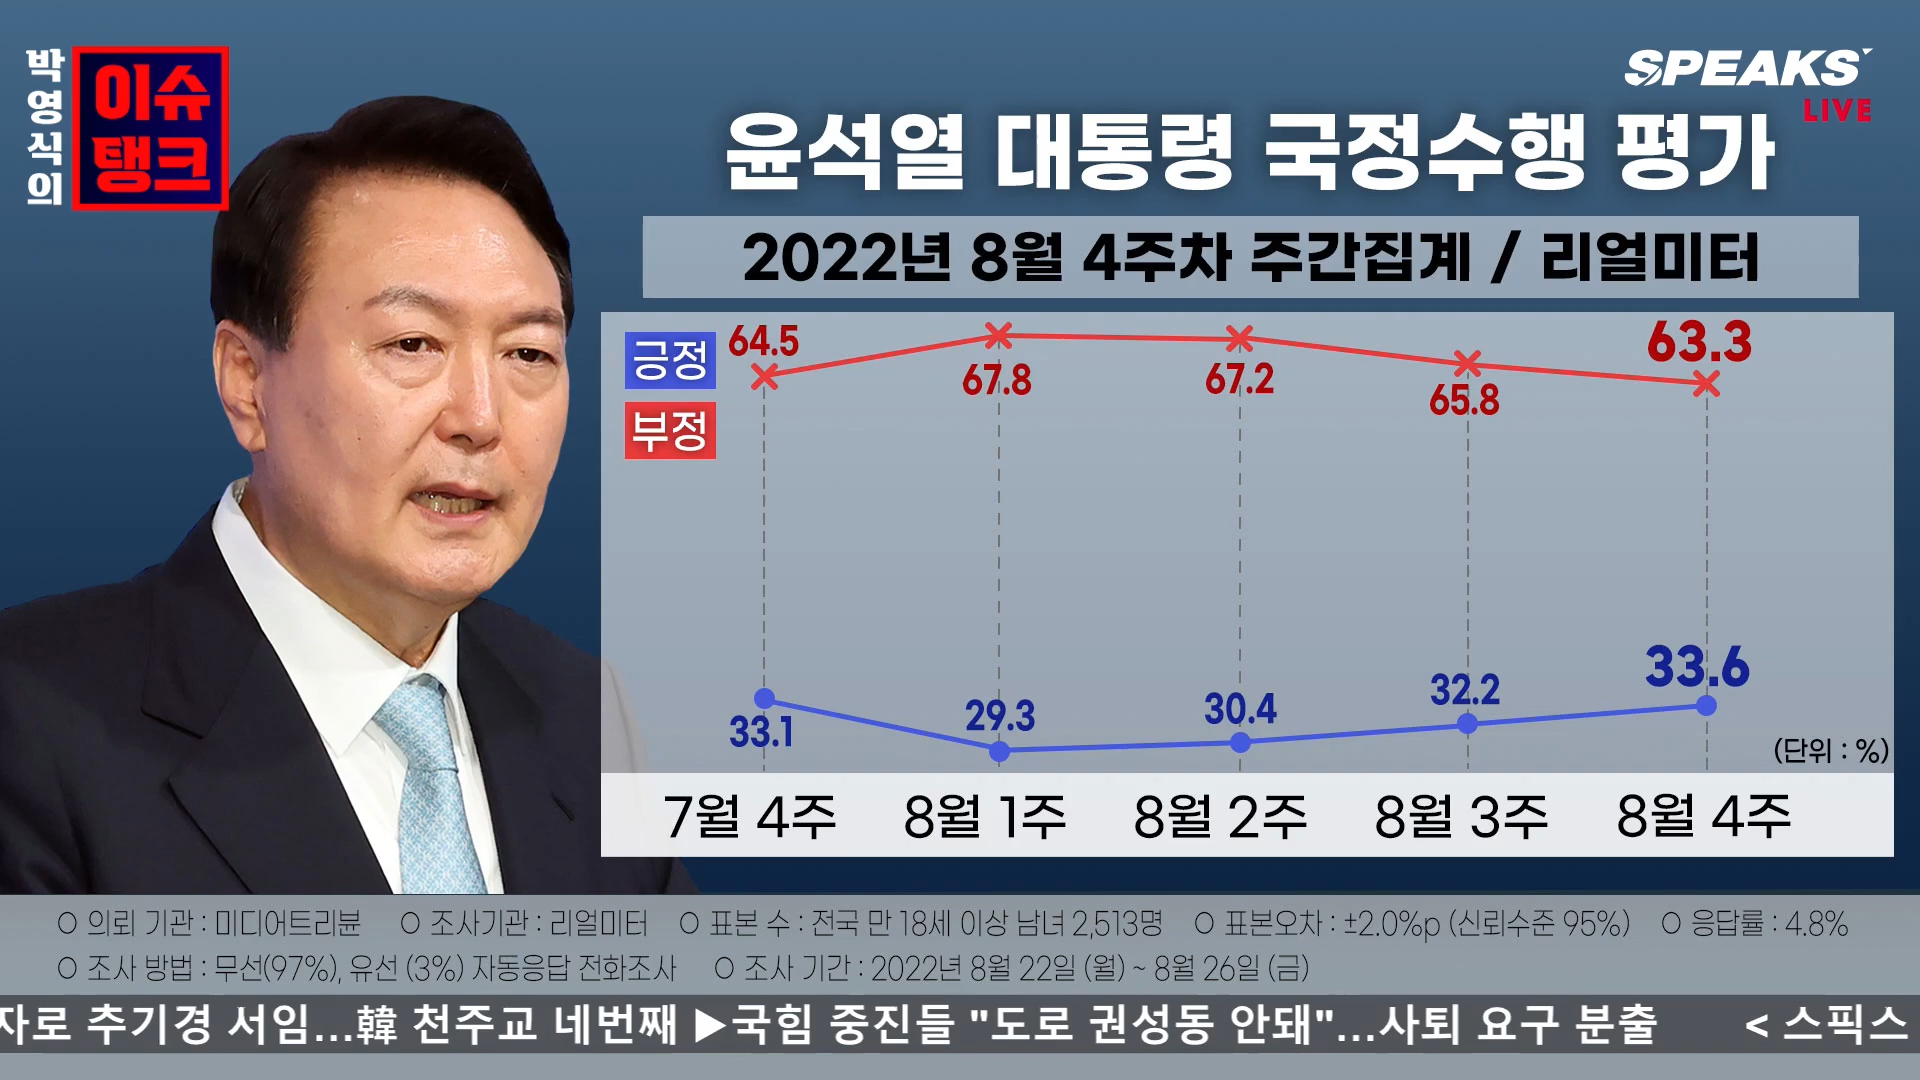 박영식의
이슈
탱크
SPEAKS
LIVE
윤석열 대통령 국정수행 평가
2022년 8월 4주차 주간집계 / 리얼미터
긍정
부정
64.5
67.8
67.2
65.8
63.3
33.1
29.3
30.4
32.2
33.6
(단위 : %)
7월 4주 8월 1주 8월 2주 8월 3주 8월 4주
○ 의뢰 기관 : 미디어트리뷴 ○ 조사기관 : 리얼미터 ○ 표본 수 : 전국 만 18세 이상 남녀 2,513명 ○ 표본오차 : ±2.0%p (신뢰수준 95%) ○ 응답률 : 4.8%
○ 조사 방법 : 무선(97%), 유선 (3%) 자동응답 전화조사 ○ 조사 기간 : 2022년 8월 22일 (월) ~ 8월 26일 (금)
자로 추기경 서임...韓 천주교 네번째 ▶국힘 중진들 "도로 권성동 안돼"...사퇴 요구 분출 < 스픽스